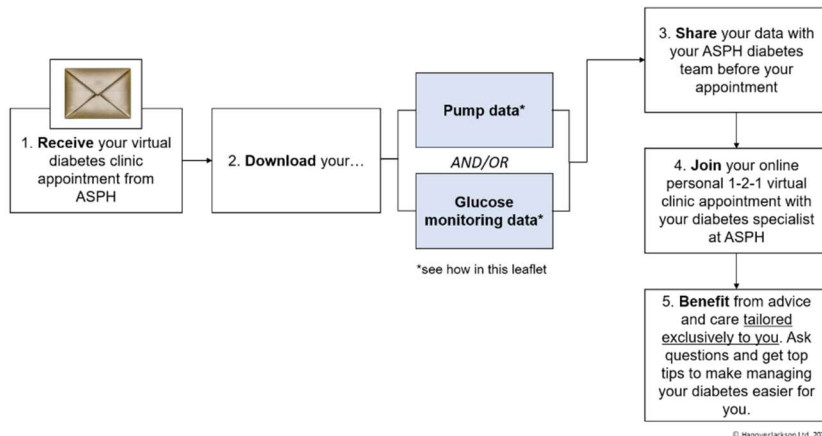 1. Receive your virtual
diabetes clinic
appointment from
ASPH
2. Download your…
Pump data*
AND/OR
Glucose
monitoring data*
*see how in this leaflet
3. Share your data with
your ASPH diabetes
team before your
appointment
4. Join your online
personal 1-2-1 virtual
clinic appointment with
your diabetes specialist
at ASPH
5. Benefit from advice
and care tailored
exclusively to you. Ask
questions and get top
tips to make managing
your diabetes easier for
you.
© HanoverJackson Ltd.